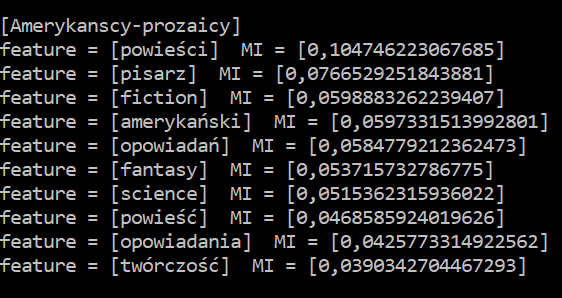 [Amerykanscy-prozaicy]
feature = [powieści]  MI = [0,104746223067685]
feature = [pisarz]  MI = [0,0766529251843881]
feature = [fiction]  MI = [0,0598883262239407]
feature = [amerykański]  MI = [0,0597331513992801]
feature = [opowiadań]  MI = [0,0584779212362473]
feature = [fantasy]  MI = [0,053715732786775]
feature = [science]  MI = [0,0515362315936022]
feature = [powieść]  MI = [0,0468585924019626]
feature = [opowiadania]  MI = [0,0425773314922562]
feature = [twórczość]  MI = [0,0390342704467293]